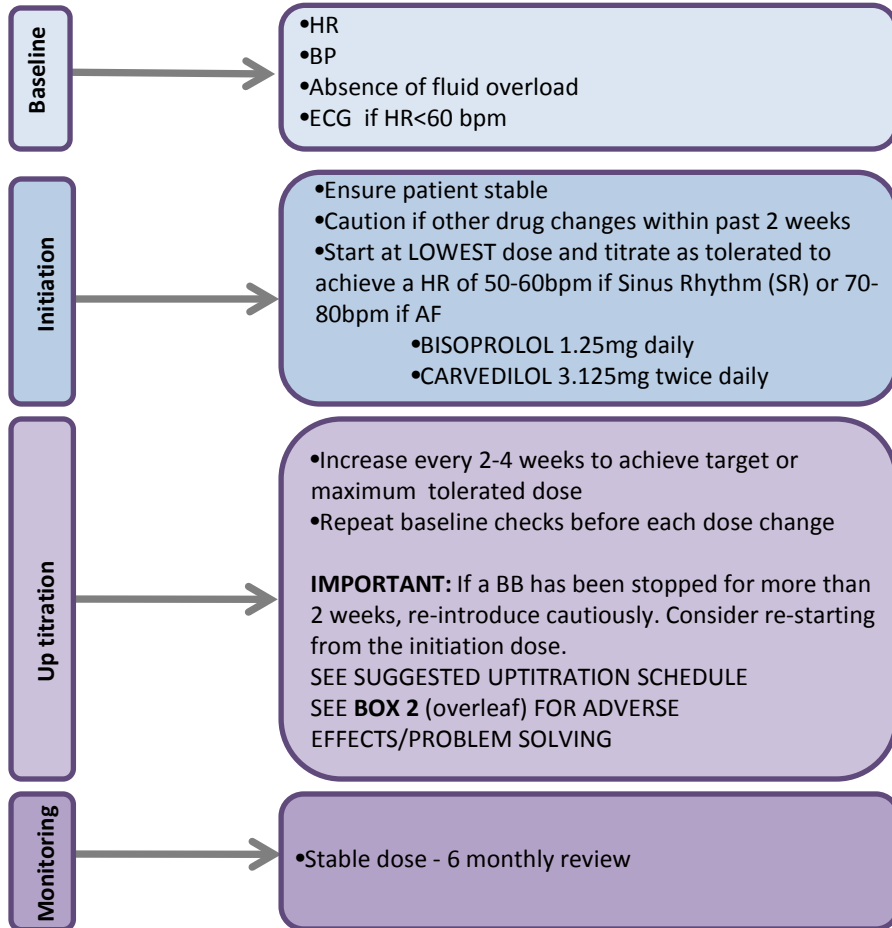 Baseline
•HR
•BP
•Absence of fluid overload
•ECG if HR<60 bpm
Initiation
•Ensure patient stable
•Caution if other drug changes within past 2 weeks
•Start at LOWEST dose and titrate as tolerated to
achieve a HR of 50-60bpm if Sinus Rhythm (SR) or 70-
80bpm if AF
•BISOPROLOL 1.25mg daily
•CARVEDILOL 3.125mg twice daily
Up titration
•Increase every 2-4 weeks to achieve target or
maximum tolerated dose
•Repeat baseline checks before each dose change
IMPORTANT: If a BB has been stopped for more than
2 weeks, re-introduce cautiously. Consider re-starting
from the initiation dose.
SEE SUGGESTED UPTITRATION SCHEDULE
SEE BOX 2 (overleaf) FOR ADVERSE
EFFECTS/PROBLEM SOLVING
Monitoring
•Stable dose - 6 monthly review